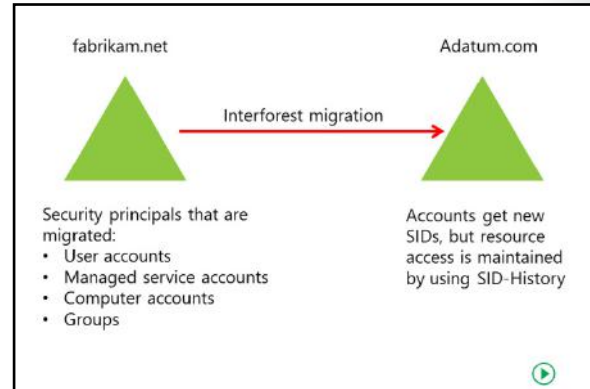 fabrikam.net
Adatum.com
Interforest migration
Security principals that are
migrated:
• User accounts
• Managed service accounts
• Computer accounts
• Groups
Accounts get new
SIDs, but resource
access is maintained
by using SID-History